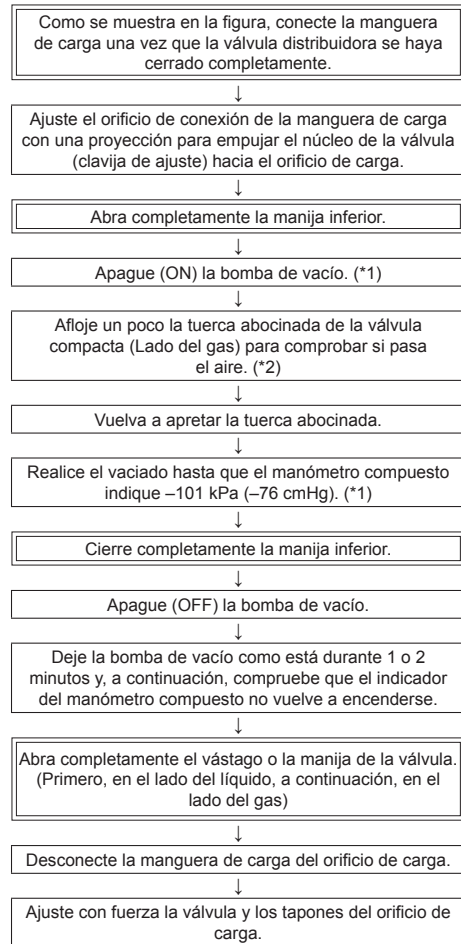 Como se muestra en la figura, conecte la manguera
de carga una vez que la válvula distribuidora se haya
cerrado completamente.
↓
Ajuste el orificio de conexión de la manguera de carga
con una proyección para empujar el núcleo de la válvula
(clavija de ajuste) hacia el orificio de carga.
↓
Abra completamente la manija inferior.
↓
Apague (ON) la bomba de vacío. (*1)
↓
Afloje un poco la tuerca abocinada de la válvula
compacta (Lado del gas) para comprobar si pasa
el aire. (*2)
↓
Vuelva a apretar la tuerca abocinada.
↓
Realice el vaciado hasta que el manómetro compuesto
indique –101 kPa (–76 cmHg). (*1)
↓
Cierre completamente la manija inferior.
↓
Apague (OFF) la bomba de vacío.
↓
Deje la bomba de vacío como está durante 1 o 2
minutos y, a continuación, compruebe que el indicador
del manómetro compuesto no vuelve a encenderse.
↓
Abra completamente el vástago o la manija de la válvula.
(Primero, en el lado del líquido, a continuación, en el
lado del gas)
↓
Desconecte la manguera de carga del orificio de carga.
↓
Ajuste con fuerza la válvula y los tapones del orificio de
carga.